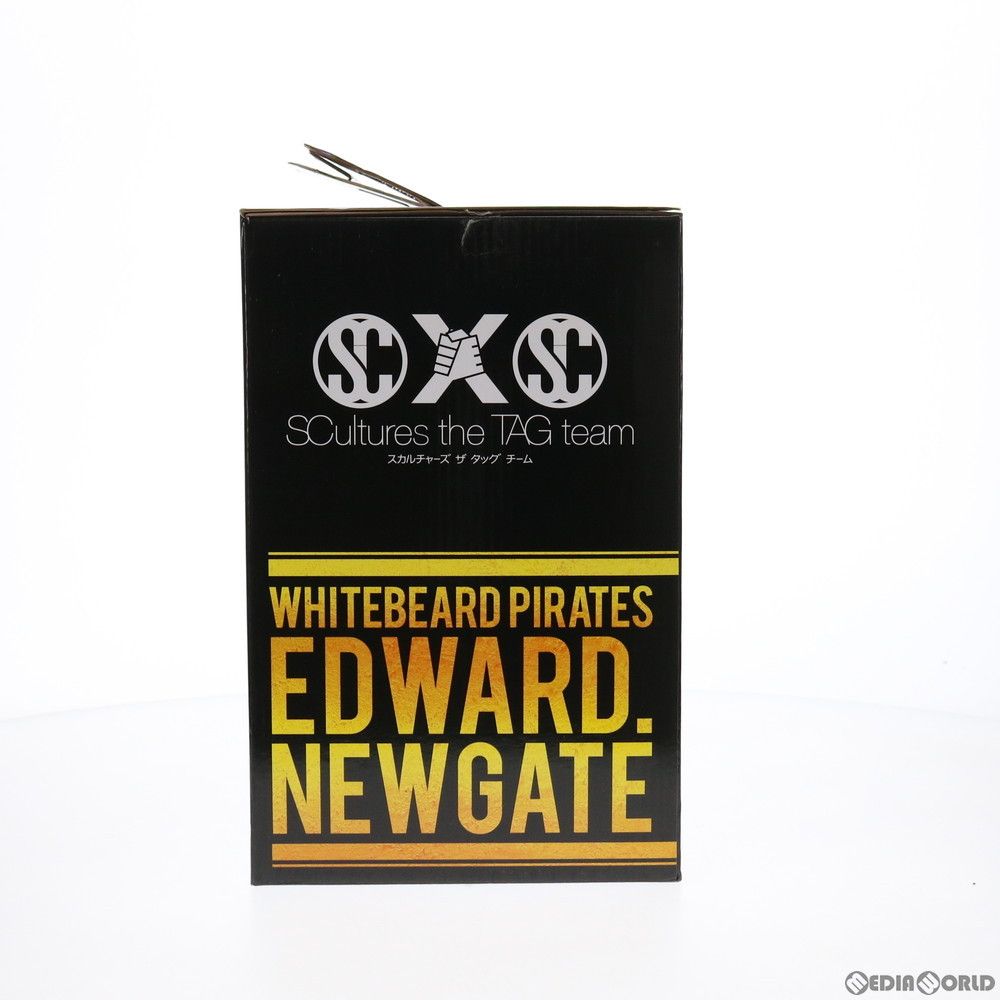 SC X SC
SCultures the TAG team
スカルチャーズ ザ タッグ チーム
WHITEBEARD PIRATES
EDWARD.
NEWGATE
MEDIAWORLD